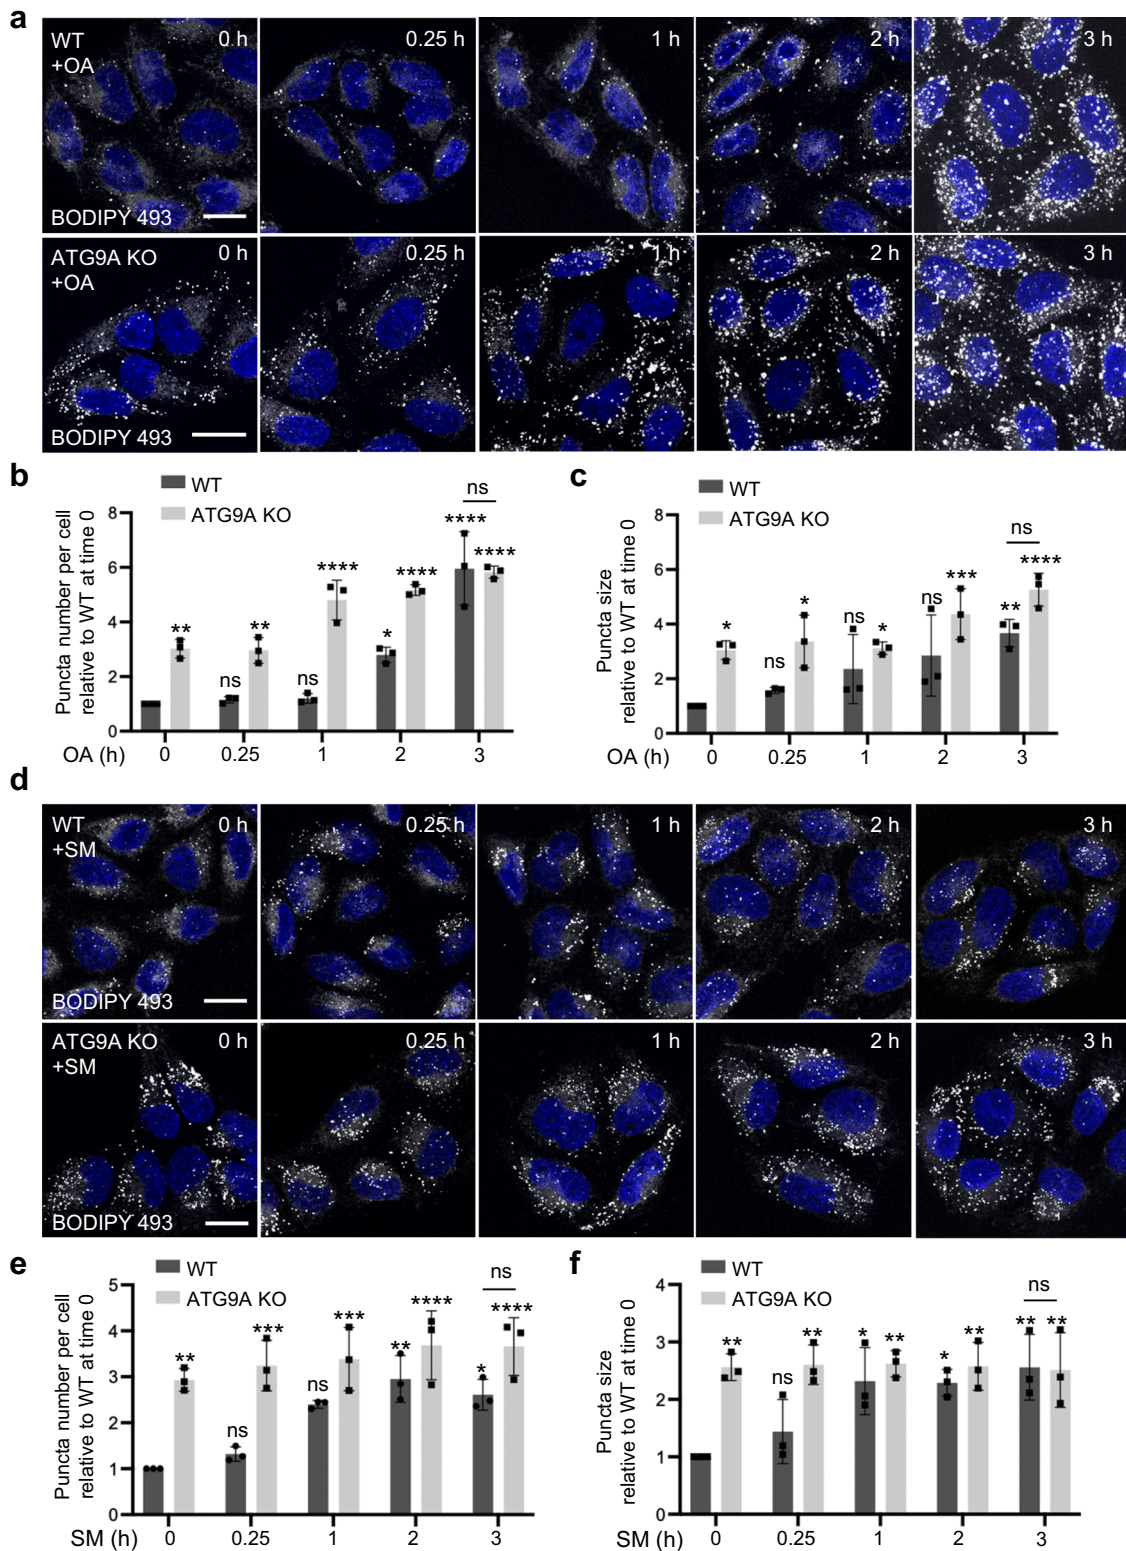 a
WT
+OA
0 h
0.25 h
1 h
2 h
3 h
BODIPY 493
ATG9A KO
+OA
0 h
0.25 h
1 h
2 h
3 h
BODIPY 493
b
WT
ATG9A KO
Puncta number per cell
relative to WT at time 0
8
6
4
2
0
**
ns
**
ns
****
*
****
****
ns
****
OA (h)
0
0.25
1
2
3
c
WT
ATG9A KO
Puncta size
relative to WT at time 0
8
6
4
2
0
*
ns
*
ns
*
ns
***
**
ns
****
OA (h)
0
0.25
1
2
3
d
WT
+SM
0 h
0.25 h
1 h
2 h
3 h
BODIPY 493
ATG9A KO
+SM
0 h
0.25 h
1 h
2 h
3 h
BODIPY 493
e
WT
ATG9A KO
Puncta number per cell
relative to WT at time 0
5
4
3
2
1
0
**
ns
***
ns
***
**
****
*
ns
****
SM (h)
0
0.25
1
2
3
f
WT
ATG9A KO
Puncta size
relative to WT at time 0
4
3
2
1
0
**
ns
**
*
**
*
**
**
ns
**
SM (h)
0
0.25
1
2
3